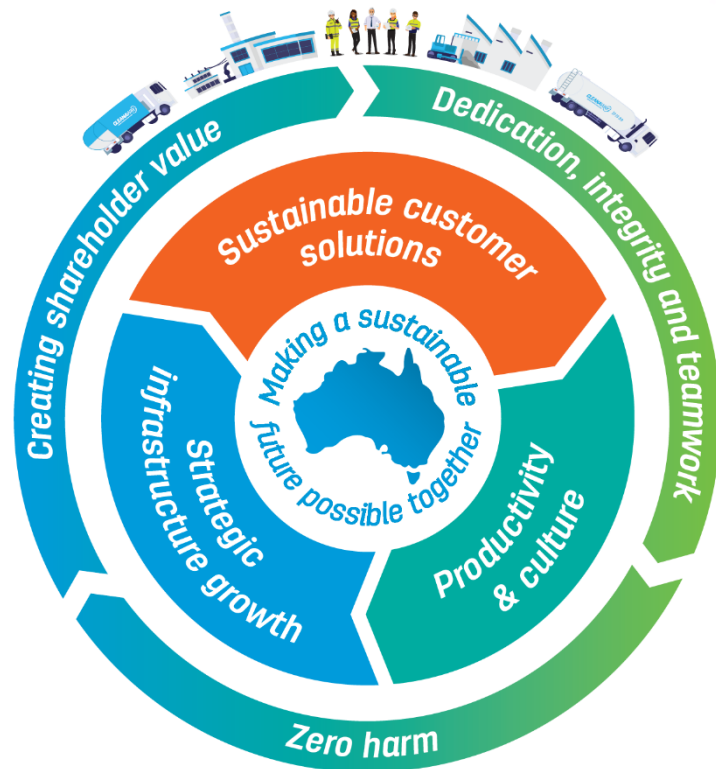 Creating shareholder value
Dedication, integrity and teamwork
Zero harm
Sustainable customer
solutions
Productivity
& culture
Strategic
infrastructure growth
Making a sustainable
future possible together